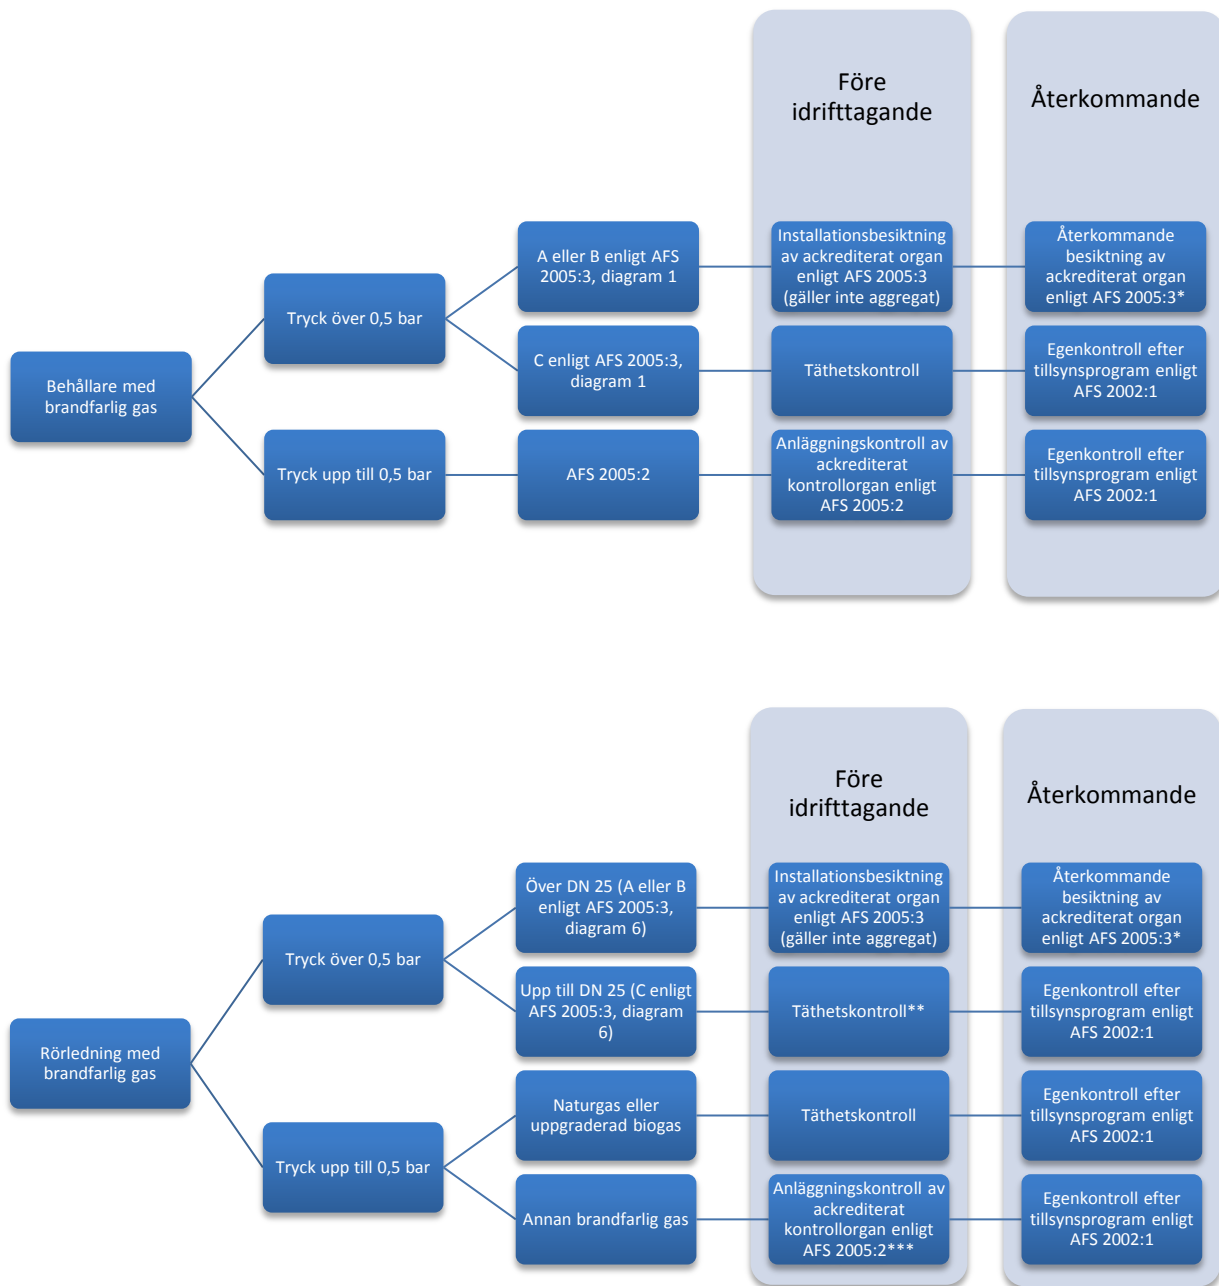 Före
idrifttagande
Återkommande
Behållare med
brandfarlig gas
Tryck över 0,5 bar
A eller B enligt AFS
2005:3, diagram 1
Installationsbesiktning
av ackrediterat organ
enligt AFS 2005:3
(gäller inte aggregat)
Återkommande
besiktning av
ackrediterat organ
enligt AFS 2005:3*
C enligt AFS 2005:3,
diagram 1
Täthetskontroll
Egenkontroll efter
tillsynsprogram enligt
AFS 2002:1
Tryck upp till 0,5 bar
AFS 2005:2
Anläggningskontroll av
ackrediterat
kontrollorgan enligt
AFS 2005:2
Egenkontroll efter
tillsynsprogram enligt
AFS 2002:1
Före
idrifttagande
Återkommande
Rörledning med
brandfarlig gas
Tryck över 0,5 bar
Över DN 25 (A eller B
enligt AFS 2005:3,
diagram 6)
Installationsbesiktning
av ackrediterat organ
enligt AFS 2005:3
(gäller inte aggregat)
Återkommande
besiktning av
ackrediterat organ
enligt AFS 2005:3*
Upp till DN 25 (C enligt
AFS 2005:3, diagram
6)
Täthetskontroll**
Egenkontroll efter
tillsynsprogram enligt
AFS 2002:1
Tryck upp till 0,5 bar
Naturgas eller
uppgraderad biogas
Täthetskontroll
Egenkontroll efter
tillsynsprogram enligt
AFS 2002:1
Annan brandfarlig gas
Anläggningskontroll av
ackrediterat
kontrollorgan enligt
AFS 2005:2***
Egenkontroll efter
tillsynsprogram enligt
AFS 2002:1